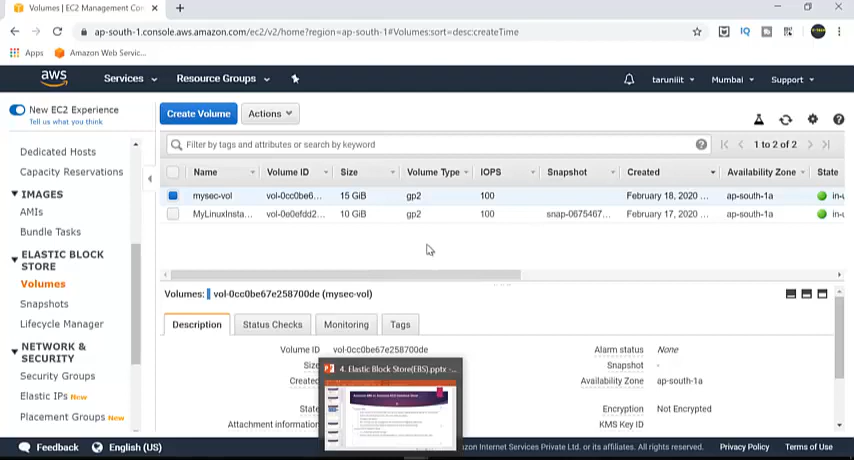 Volumes | EC2 Management Con
ap-south-1.console.aws.amazon.com/ec2/v2/home?region=ap-south-1#Volumes:sort=desc:createTime
Apps Amazon Web Servic...
aws Services Resource Groups taruniiit Mumbai Support
New EC2 Experience
Tell us what you think
Dedicated Hosts
Capacity Reservations
IMAGES
AMIs
Bundle Tasks
ELASTIC BLOCK
STORE
Volumes
Snapshots
Lifecycle Manager
NETWORK &
SECURITY
Security Groups
Elastic IPs New
Placement Groups New
Create Volume Actions
Filter by tags and attributes or search by keyword 1 to 2 of 2
Name Volume ID Size Volume Type IOPS Snapshot Created Availability Zone State
mysec-vol vol-0cc0be6... 15 GiB gp2 100 February 18, 2020 ... ap-south-1a in-u
MyLinuxInsta... vol-0e0efdd2... 10 GiB gp2 100 snap-0675467... February 17, 2020 ... ap-south-1a in-u
Volumes: vol-0cc0be67e258700de (mysec-vol)
Description Status Checks Monitoring Tags
Volume ID vol-0cc0be67e258700de Alarm status None
Size Snapshot -
Created Availability Zone ap-south-1a
State Encryption Not Encrypted
Attachment information KMS Key ID
4. Elastic Block Store(EBS).pptx -...
Feedback English (US) Amazon Internet Services Private Ltd. or its affiliates. All rights reserved. Privacy Policy Terms of Use